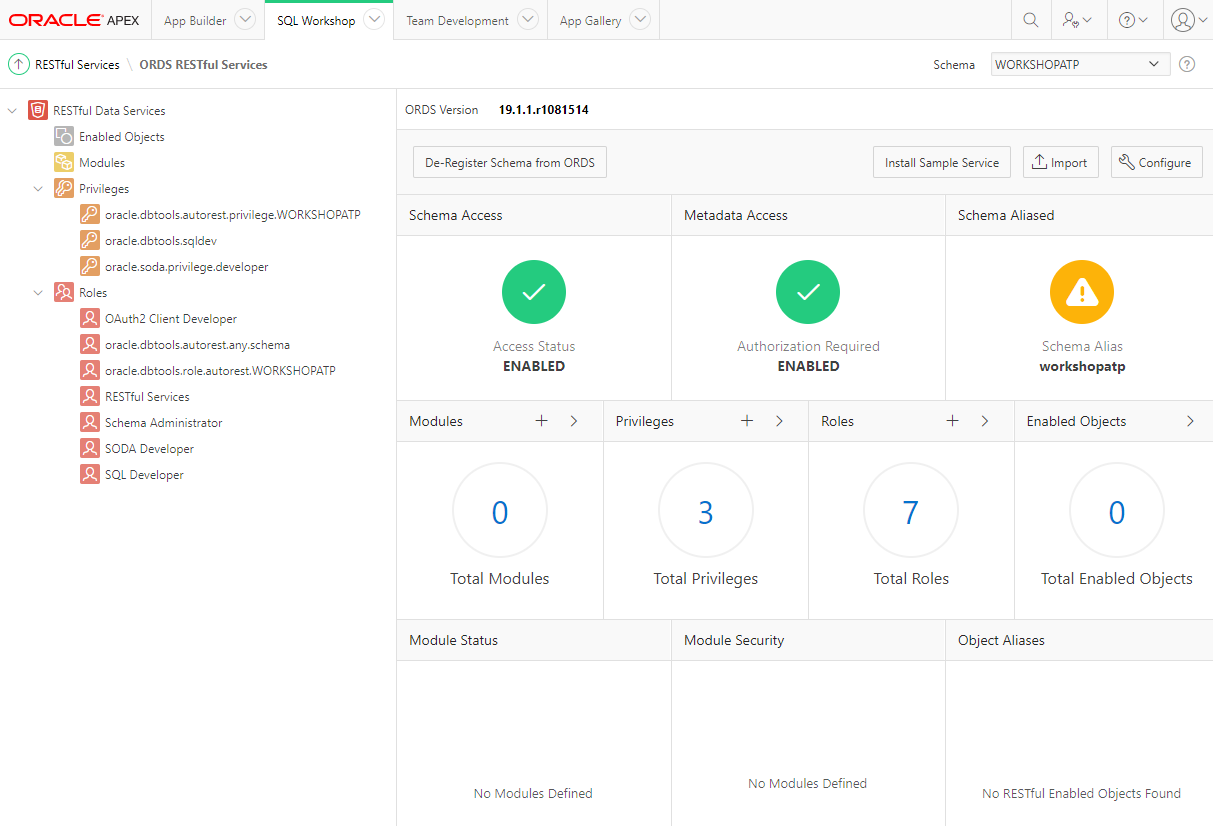 ORACLE APEX App Builder SQL Workshop Team Development App Gallery
RESTful Services \ ORDS RESTful Services Schema WORKSHOPATP
RESTful Data Services
Enabled Objects
Modules
Privileges
oracle.dbtools.autorest.privilege.WORKSHOPATP
oracle.dbtools.sqldev
oracle.soda.privilege.developer
Roles
OAuth2 Client Developer
oracle.dbtools.autorest.any.schema
oracle.dbtools.role.autorest.WORKSHOPATP
RESTful Services
Schema Administrator
SODA Developer
SQL Developer
ORDS Version 19.1.1.r1081514
De-Register Schema from ORDS Install Sample Service Import Configure
Schema Access Metadata Access Schema Aliased
Access Status Authorization Required Schema Alias
ENABLED ENABLED workshopatp
Modules Privileges Roles Enabled Objects
0 3 7 0
Total Modules Total Privileges Total Roles Total Enabled Objects
Module Status Module Security Object Aliases
No Modules Defined No Modules Defined No RESTful Enabled Objects Found